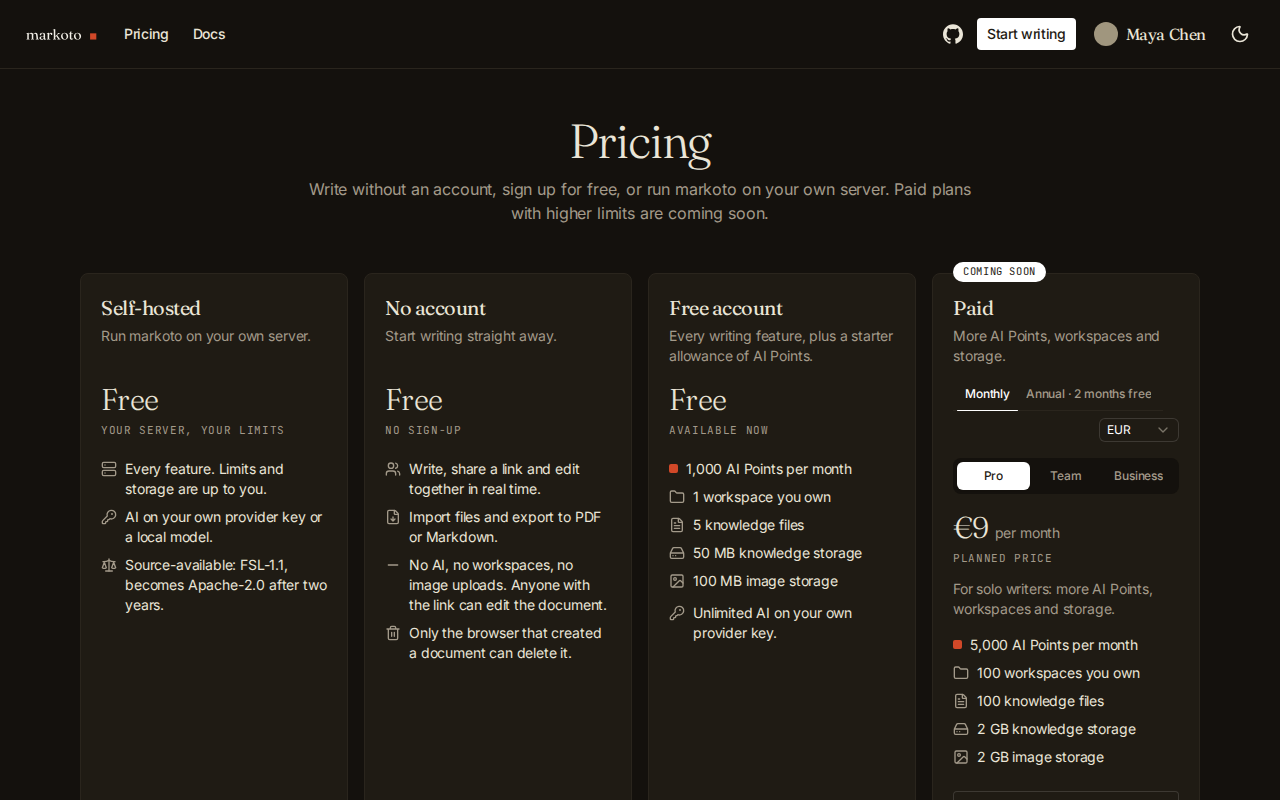 markoto
Pricing
Docs
Start writing
Maya Chen
Pricing
Write without an account, sign up for free, or run markoto on your own server. Paid plans
with higher limits are coming soon.
Self-hosted
Run markoto on your own server.
Free
YOUR SERVER, YOUR LIMITS
Every feature. Limits and
storage are up to you.
AI on your own provider key or
a local model.
Source-available: FSL-1.1,
becomes Apache-2.0 after two
years.
No account
Start writing straight away.
Free
NO SIGN-UP
Write, share a link and edit
together in real time.
Import files and export to PDF
or Markdown.
No AI, no workspaces, no
image uploads. Anyone with
the link can edit the document.
Only the browser that created
a document can delete it.
Free account
Every writing feature, plus a starter
allowance of AI Points.
Free
AVAILABLE NOW
1,000 AI Points per month
1 workspace you own
5 knowledge files
50 MB knowledge storage
100 MB image storage
Unlimited AI on your own
provider key.
COMING SOON
Paid
More AI Points, workspaces and
storage.
Monthly
Annual · 2 months free
EUR
Pro
Team
Business
€9 per month
PLANNED PRICE
For solo writers: more AI Points,
workspaces and storage.
5,000 AI Points per month
100 workspaces you own
100 knowledge files
2 GB knowledge storage
2 GB image storage